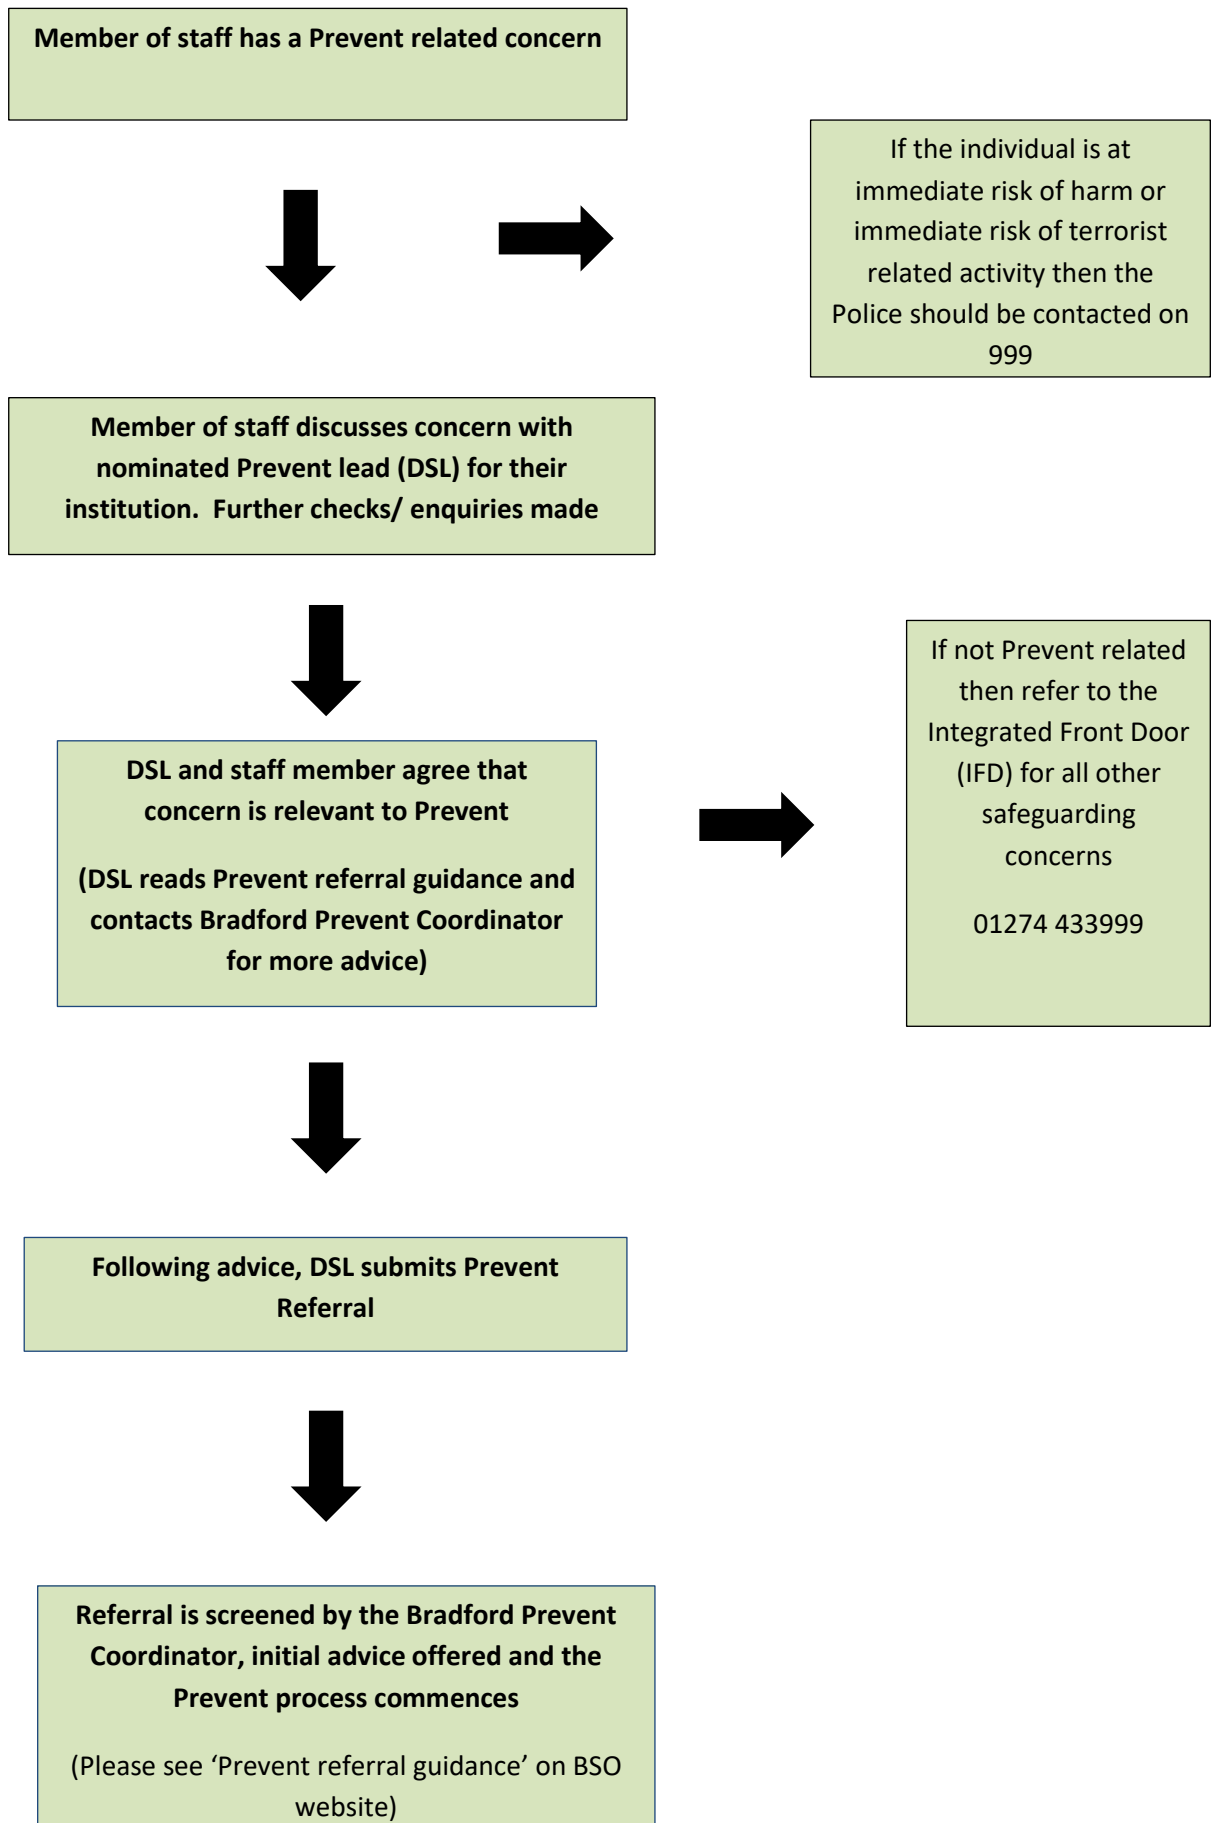 Member of staff has a Prevent related concern
If the individual is at
immediate risk of harm or
immediate risk of terrorist
related activity then the
Police should be contacted on
999
Member of staff discusses concern with
nominated Prevent lead (DSL) for their
institution.  Further checks/ enquiries made
DSL and staff member agree that
concern is relevant to Prevent
(DSL reads Prevent referral guidance and
contacts Bradford Prevent Coordinator
for more advice)
If not Prevent related
then refer to the
Integrated Front Door
(IFD) for all other
safeguarding
concerns
01274 433999
Following advice, DSL submits Prevent
Referral
Referral is screened by the Bradford Prevent
Coordinator, initial advice offered and the
Prevent process commences
(Please see ‘Prevent referral guidance’ on BSO
website)